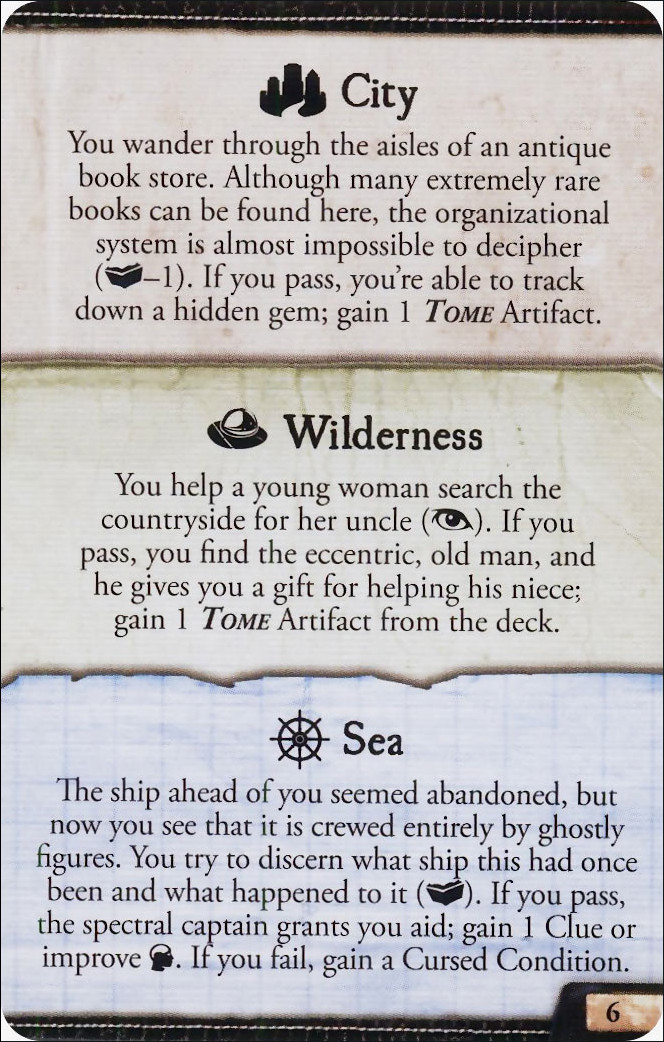 City
You wander through the aisles of an antique
book store. Although many extremely rare
books can be found here, the organizational
system is almost impossible to decipher
(–1). If you pass, you're able to track
down a hidden gem; gain 1 TOME Artifact.
Wilderness
You help a young woman search the
countryside for her uncle (). If you
pass, you find the eccentric, old man, and
he gives you a gift for helping his niece;
gain 1 TOME Artifact from the deck.
Sea
The ship ahead of you seemed abandoned, but
now you see that it is crewed entirely by ghostly
figures. You try to discern what ship this had once
been and what happened to it (). If you pass,
the spectral captain grants you aid; gain 1 Clue or
improve . If you fail, gain a Cursed Condition.
6